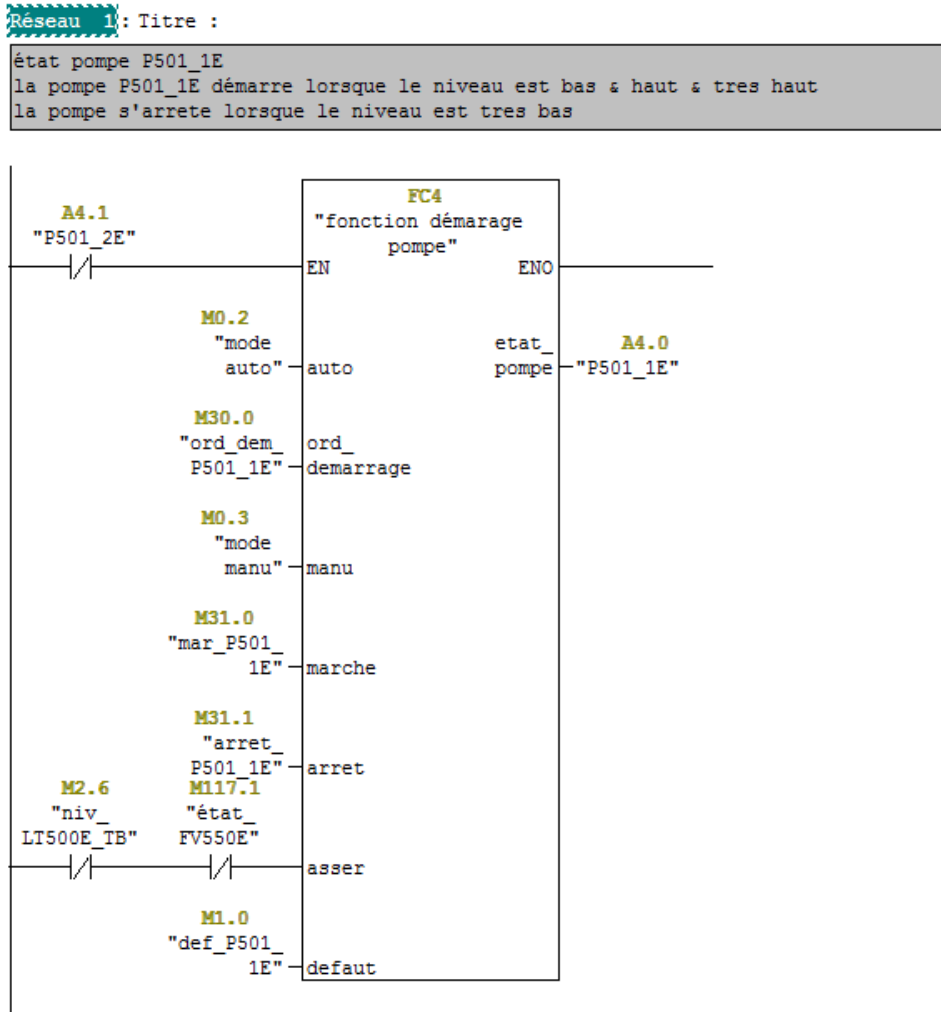 Réseau 1: Titre :
état pompe P501_1E
la pompe P501_1E démarre lorsque le niveau est bas & haut & tres haut
la pompe s'arrete lorsque le niveau est tres bas
A4.1
"P501_2E"
FC4
"fonction démarage
pompe"
EN
ENO
M0.2
"mode
auto"
auto
etat_
pompe
A4.0
"P501_1E"
M30.0
"ord_dem_
P501_1E"
ord_
demarrage
M0.3
"mode
manu"
manu
M31.0
"mar_P501_
1E"
marche
M31.1
"arret_
P501_1E"
arret
M2.6
"niv_
LT500E_TB"
M117.1
"état_
FV550E"
asser
M1.0
"def_P501_
1E"
defaut